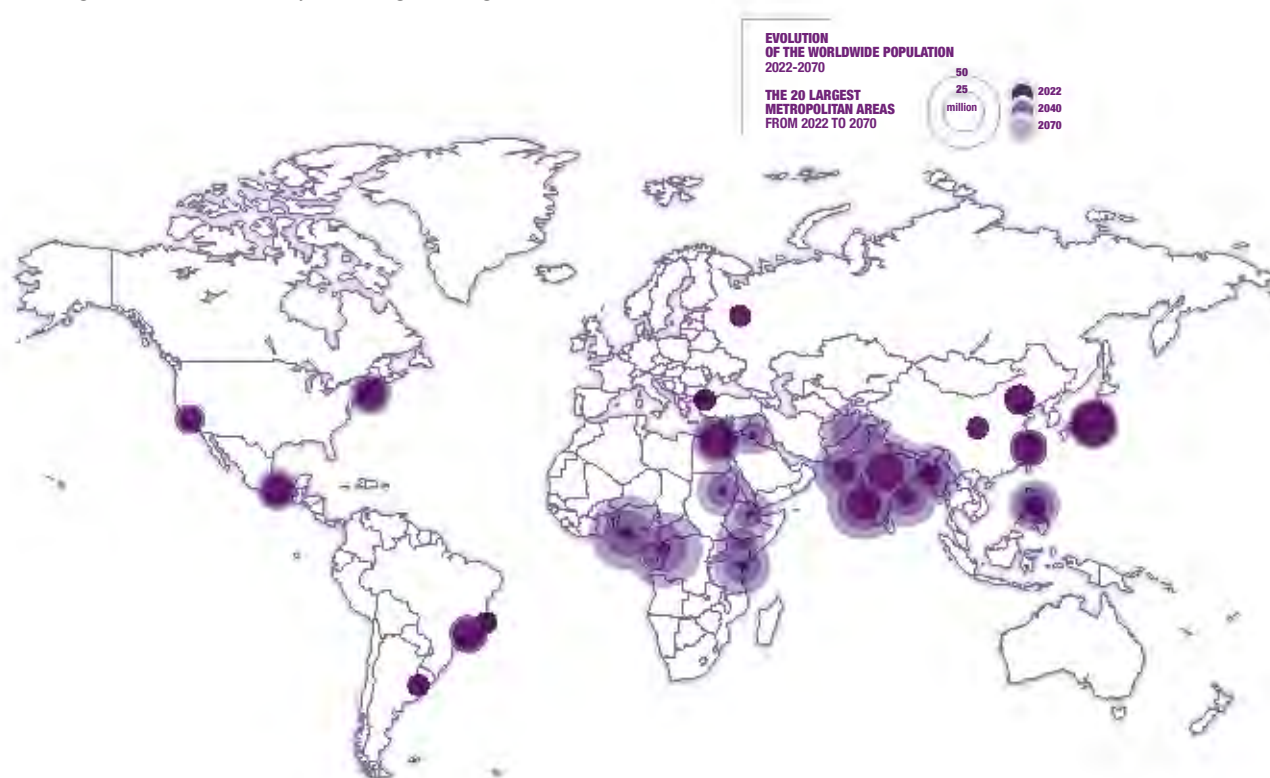 EVOLUTION
OF THE WORLDWIDE POPULATION
2022-2070
THE 20 LARGEST
METROPOLITAN AREAS
FROM 2022 TO 2070
50
25
million
2022
2040
2070